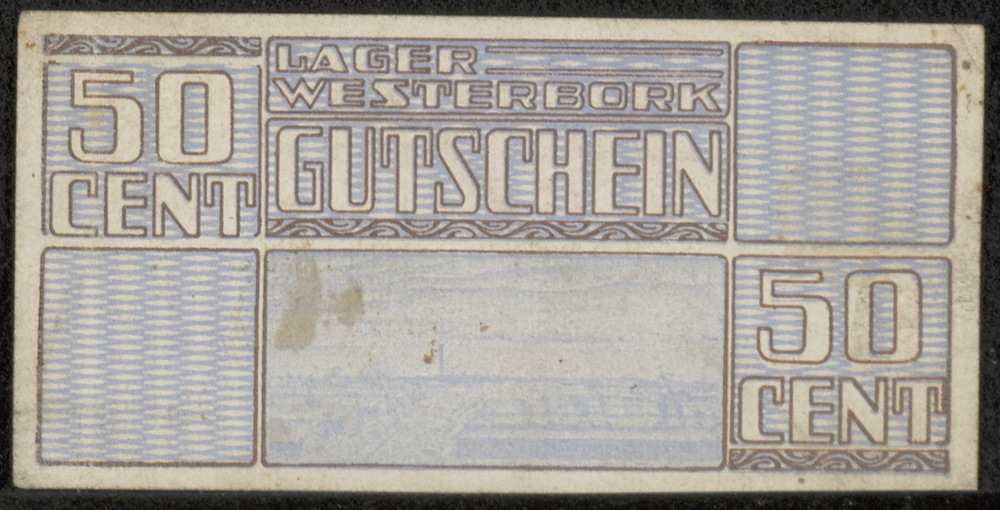 50
CENT
LAGER
WESTERBORK
GUTSCHEIN
50
CENT